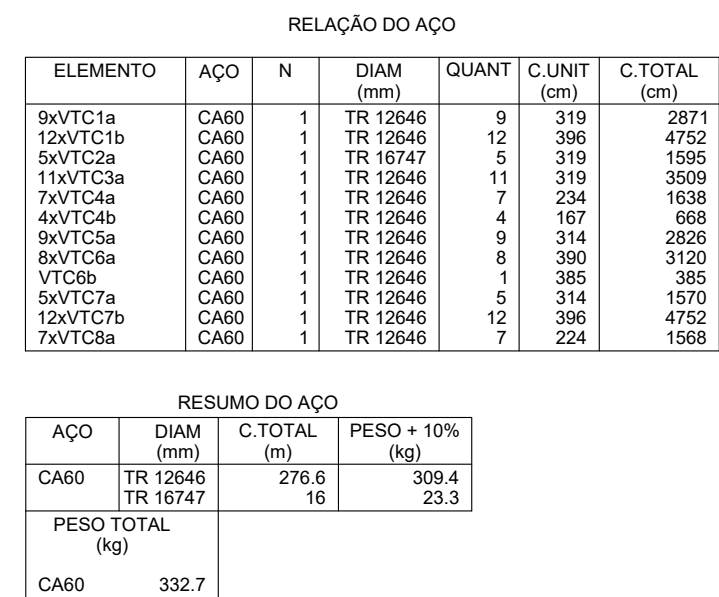 RELAÇÃO DO AÇO
ELEMENTO AÇO N DIAM QUANT C.UNIT C.TOTAL
(mm) (cm) (cm)
9xVTC1a CA60 1 TR 12646 9 319 2871
12xVTC1b CA60 1 TR 12646 12 396 4752
5xVTC2a CA60 1 TR 16747 5 319 1595
11xVTC3a CA60 1 TR 12646 11 319 3509
7xVTC4a CA60 1 TR 12646 7 234 1638
4xVTC4b CA60 1 TR 12646 4 167 668
9xVTC5a CA60 1 TR 12646 9 314 2826
8xVTC6a CA60 1 TR 12646 8 390 3120
VTC6b CA60 1 TR 12646 1 385 385
5xVTC7a CA60 1 TR 12646 5 314 1570
12xVTC7b CA60 1 TR 12646 12 396 4752
7xVTC8a CA60 1 TR 12646 7 224 1568
RESUMO DO AÇO
AÇO DIAM C.TOTAL PESO + 10%
(mm) (m) (kg)
CA60 TR 12646 276.6 309.4
TR 16747 16 23.3
PESO TOTAL
(kg)
CA60 332.7